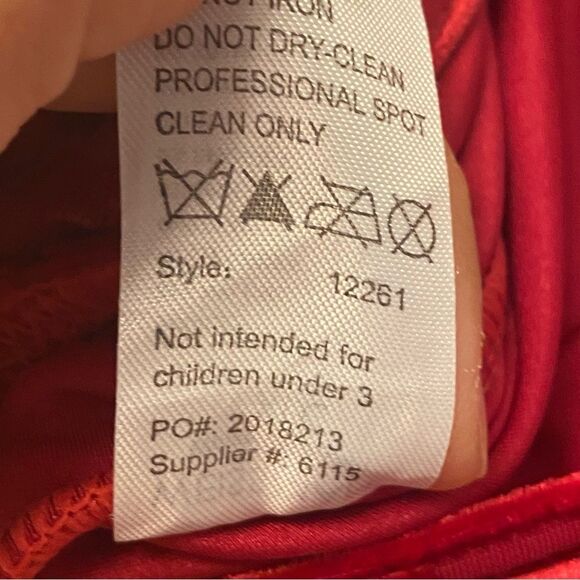 IRON
DO NOT DRY-CLEAN
PROFESSIONAL SPOT
CLEAN ONLY
Style: 12261
Not intended for
children under 3
PO#: 2018213
Supplier #: 6115